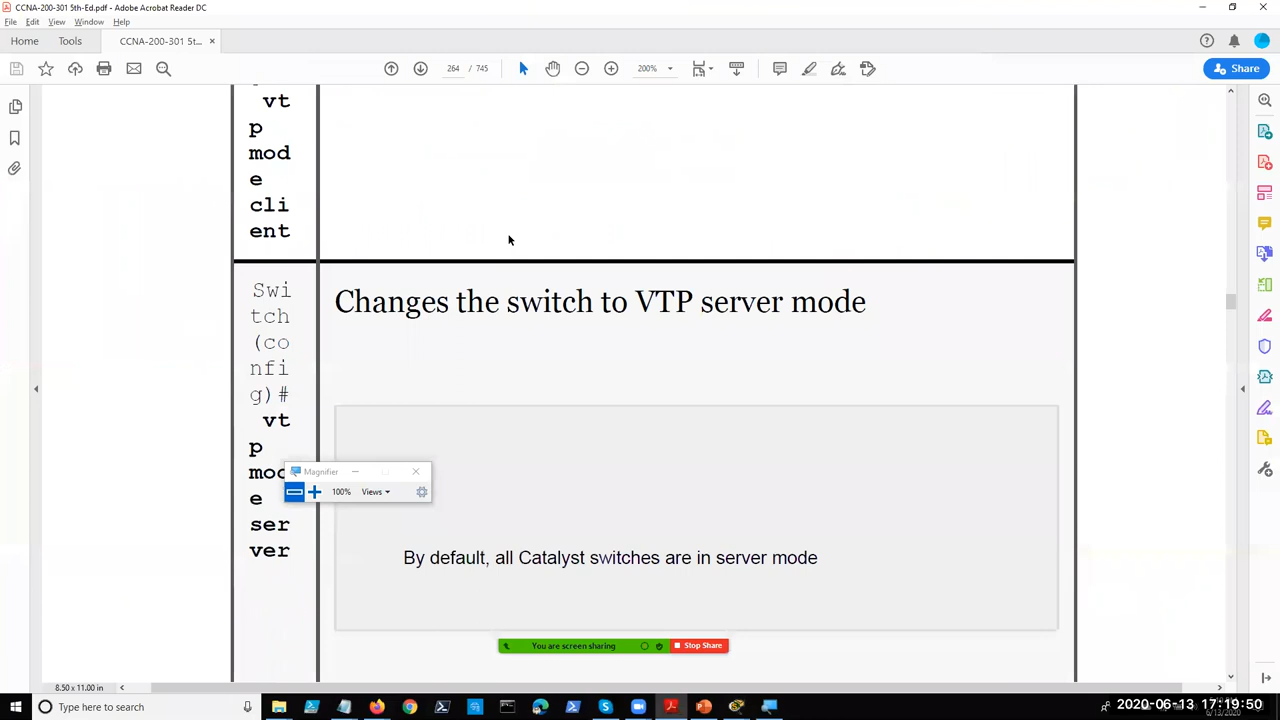 CCNA-200-301 5th-Ed.pdf - Adobe Acrobat Reader DC
File Edit View Window Help
Home Tools CCNA-200-301 5t... ×
264 / 745 200% Share
vt
p
mod
e
cli
ent
Swi
tch
(co
nfi
g)#
vt
p
mod
e
ser
ver
Changes the switch to VTP server mode
Magnifier
100% Views
By default, all Catalyst switches are in server mode
You are screen sharing Stop Share
8.50 x 11.00 in
Type here to search
2020-06-13 17:19:50
6/13/2020